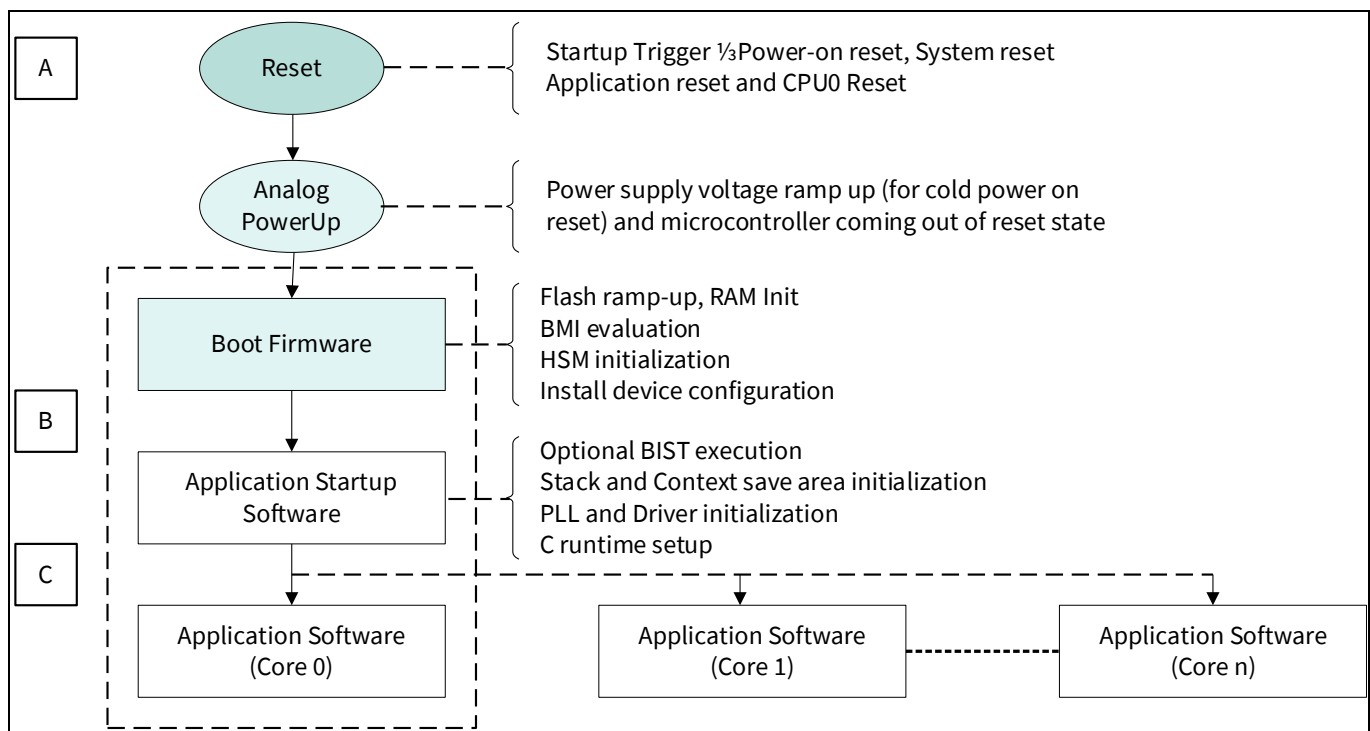 A
Reset
Startup Trigger ⅓Power-on reset, System reset
Application reset and CPU0 Reset
Analog
PowerUp
Power supply voltage ramp up (for cold power on
reset) and microcontroller coming out of reset state
Boot Firmware
Flash ramp-up, RAM Init
BMI evaluation
HSM initialization
Install device configuration
B
Application Startup
Software
Optional BIST execution
Stack and Context save area initialization
PLL and Driver initialization
C runtime setup
C
Application Software
(Core 0)
Application Software
(Core 1)
Application Software
(Core n)